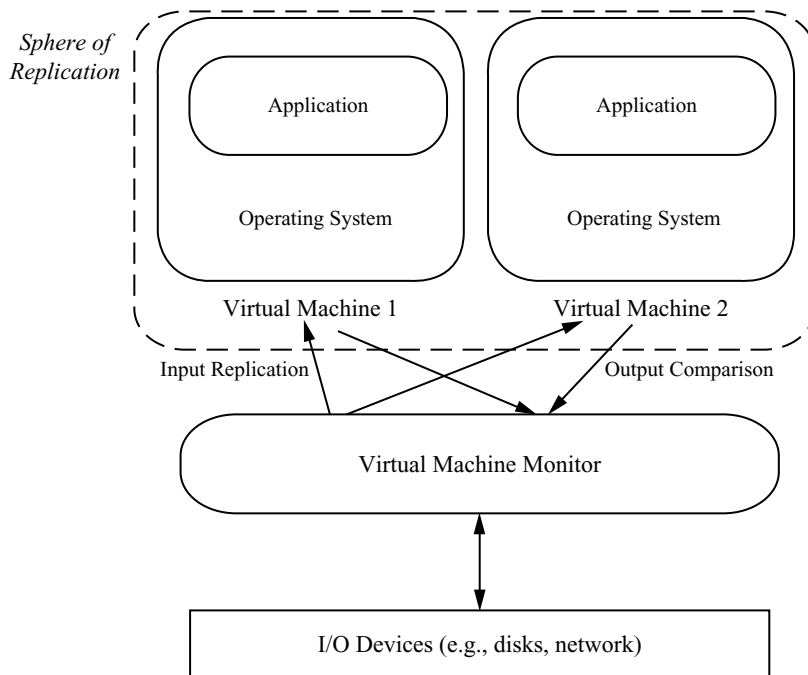 Sphere of
Replication
Application
Application
Operating System
Operating System
Virtual Machine 1
Virtual Machine 2
Input Replication
Output Comparison
Virtual Machine Monitor
I/O Devices (e.g., disks, network)